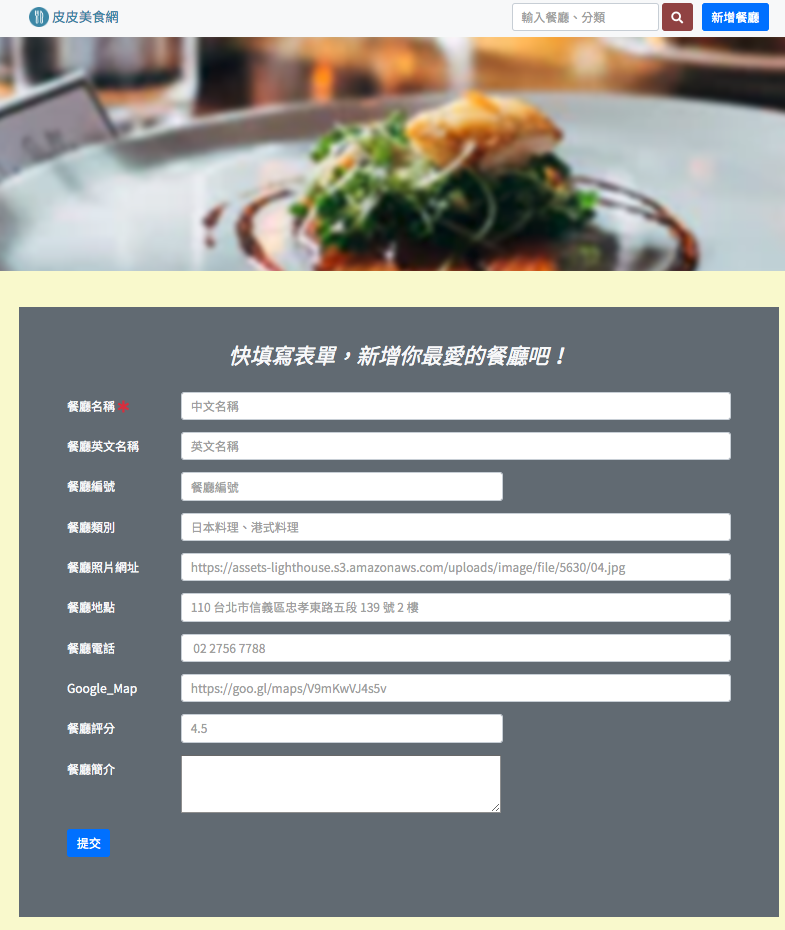 皮皮美食網
輸入餐廳、分類
新增餐廳
快填寫表單，新增你最愛的餐廳吧！
餐廳名稱*
中文名稱
餐廳英文名稱
英文名稱
餐廳編號
餐廳編號
餐廳類別
日本料理、港式料理
餐廳照片網址
https://assets-lighthouse.s3.amazonaws.com/uploads/image/file/5630/04.jpg
餐廳地點
110 台北市信義區忠孝東路五段 139 號 2 樓
餐廳電話
02 2756 7788
Google_Map
https://goo.gl/maps/V9mKwVJ4s5v
餐廳評分
4.5
餐廳簡介
提交